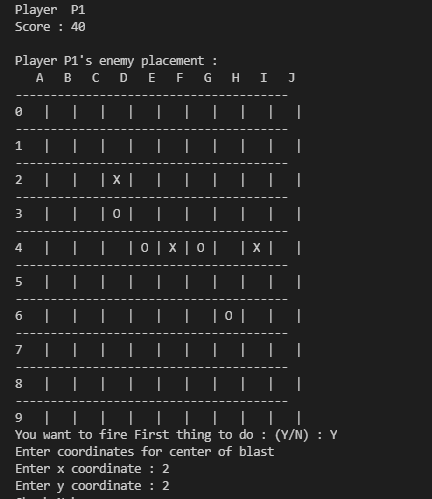 Player  P1
Score : 40
Player P1's enemy placement :
   A   B   C   D   E   F   G   H   I   J
---------------------------------------
0   |   |   |   |   |   |   |   |   |   |
---------------------------------------
1   |   |   |   |   |   |   |   |   |   |
---------------------------------------
2   |   |   | X |   |   |   |   |   |   |
---------------------------------------
3   |   |   | O |   |   |   |   |   |   |
---------------------------------------
4   |   |   |   | O | X | O |   | X |   |
---------------------------------------
5   |   |   |   |   |   |   |   |   |   |
---------------------------------------
6   |   |   |   |   |   |   | O |   |   |
---------------------------------------
7   |   |   |   |   |   |   |   |   |   |
---------------------------------------
8   |   |   |   |   |   |   |   |   |   |
---------------------------------------
9   |   |   |   |   |   |   |   |   |   |
You want to fire First thing to do : (Y/N) : Y
Enter coordinates for center of blast
Enter x coordinate : 2
Enter y coordinate : 2